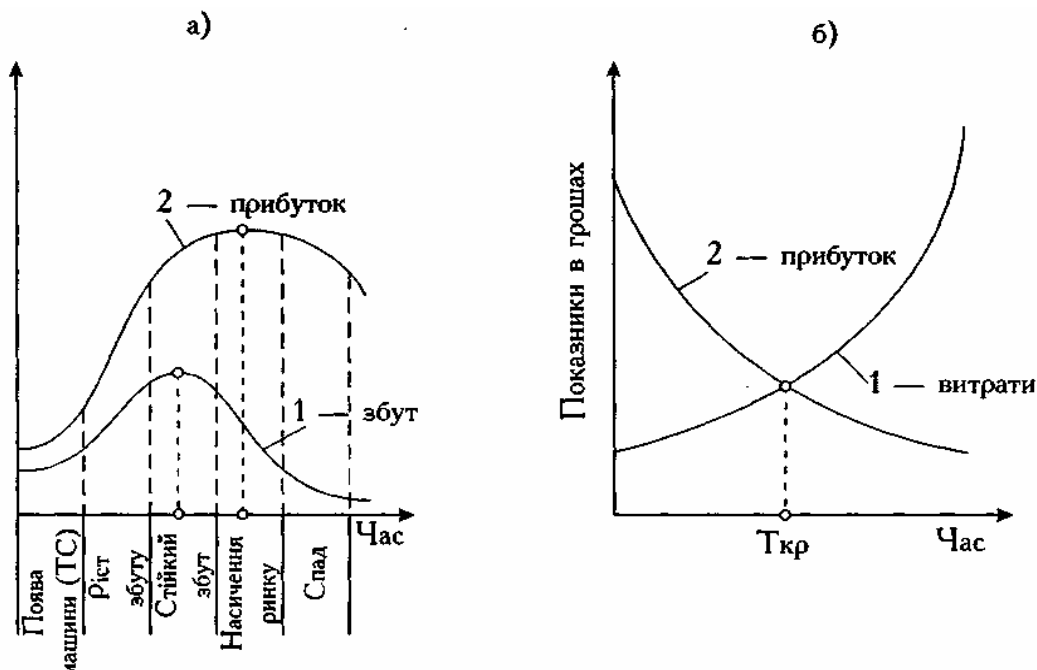 а)
2 — прибуток
1 — збут
Час
Поява
машини (ТС)
Ріст
збуту
Стійкий
збут
Насичення
ринку
Спад
б)
Показники в грошах
2 — прибуток
1 — витрати
Ткр
Час